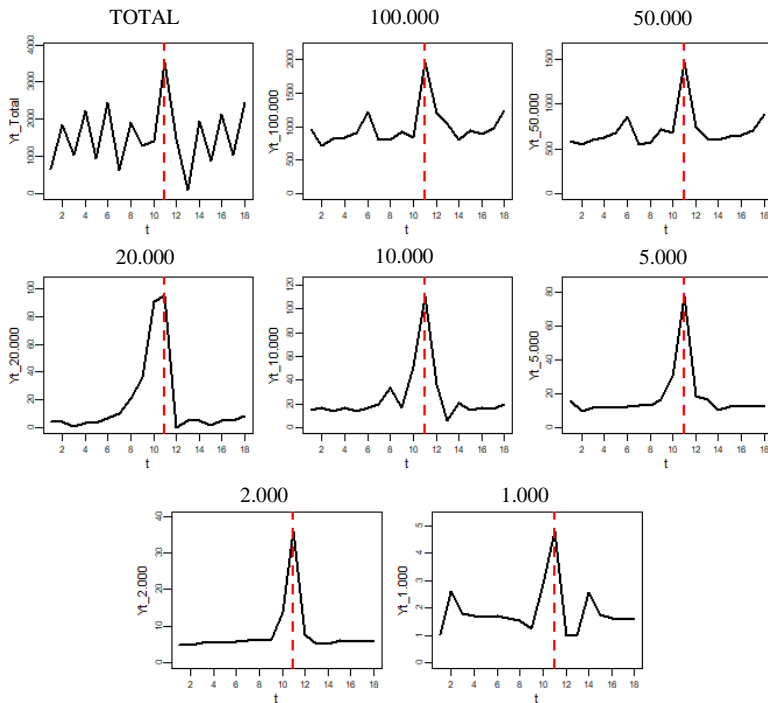 TOTAL 100.000 50.000
Yt_Total
0 1000 2000 3000 4000
2 4 6 8 10 12 14 16 18
t
Yt_100.000
0 500 1000 1500 2000
2 4 6 8 10 12 14 16 18
t
Yt_50.000
0 500 1000 1500
2 4 6 8 10 12 14 16 18
t
20.000 10.000 5.000
Yt_20.000
0 20 40 60 80 100
2 4 6 8 10 12 14 16 18
t
Yt_10.000
0 20 40 60 80 100 120
2 4 6 8 10 12 14 16 18
t
Yt_5.000
0 20 40 60 80
2 4 6 8 10 12 14 16 18
t
2.000 1.000
Yt_2.000
0 10 20 30 40
2 4 6 8 10 12 14 16 18
t
Yt_1.000
0 1 2 3 4 5
2 4 6 8 10 12 14 16 18
t